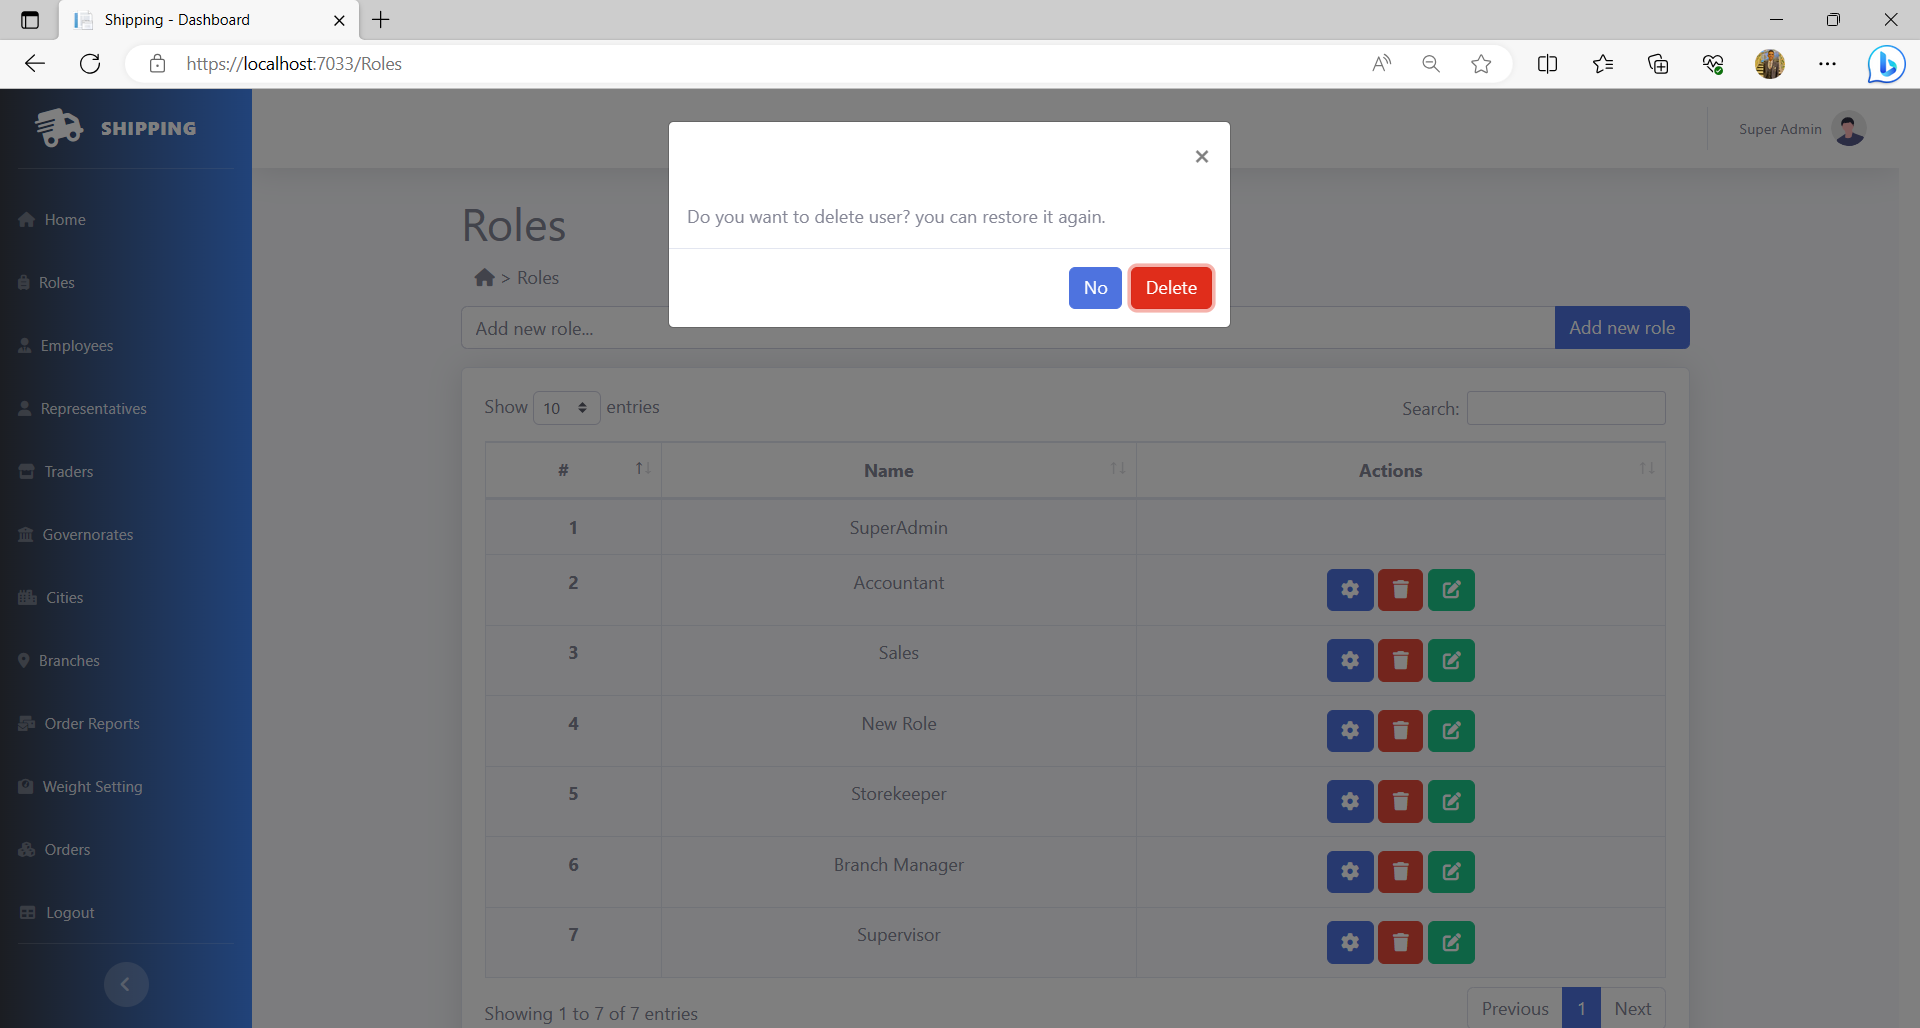 Shipping - Dashboard
https://localhost:7033/Roles
SHIPPING
Super Admin
Home
Roles
Employees
Representatives
Traders
Governorates
Cities
Branches
Order Reports
Weight Setting
Orders
Logout
×
Do you want to delete user? you can restore it again.
No Delete
Roles
> Roles
Add new role... Add new role
Show 10 entries Search:
# Name Actions
1 SuperAdmin
2 Accountant
3 Sales
4 New Role
5 Storekeeper
6 Branch Manager
7 Supervisor
Showing 1 to 7 of 7 entries Previous 1 Next